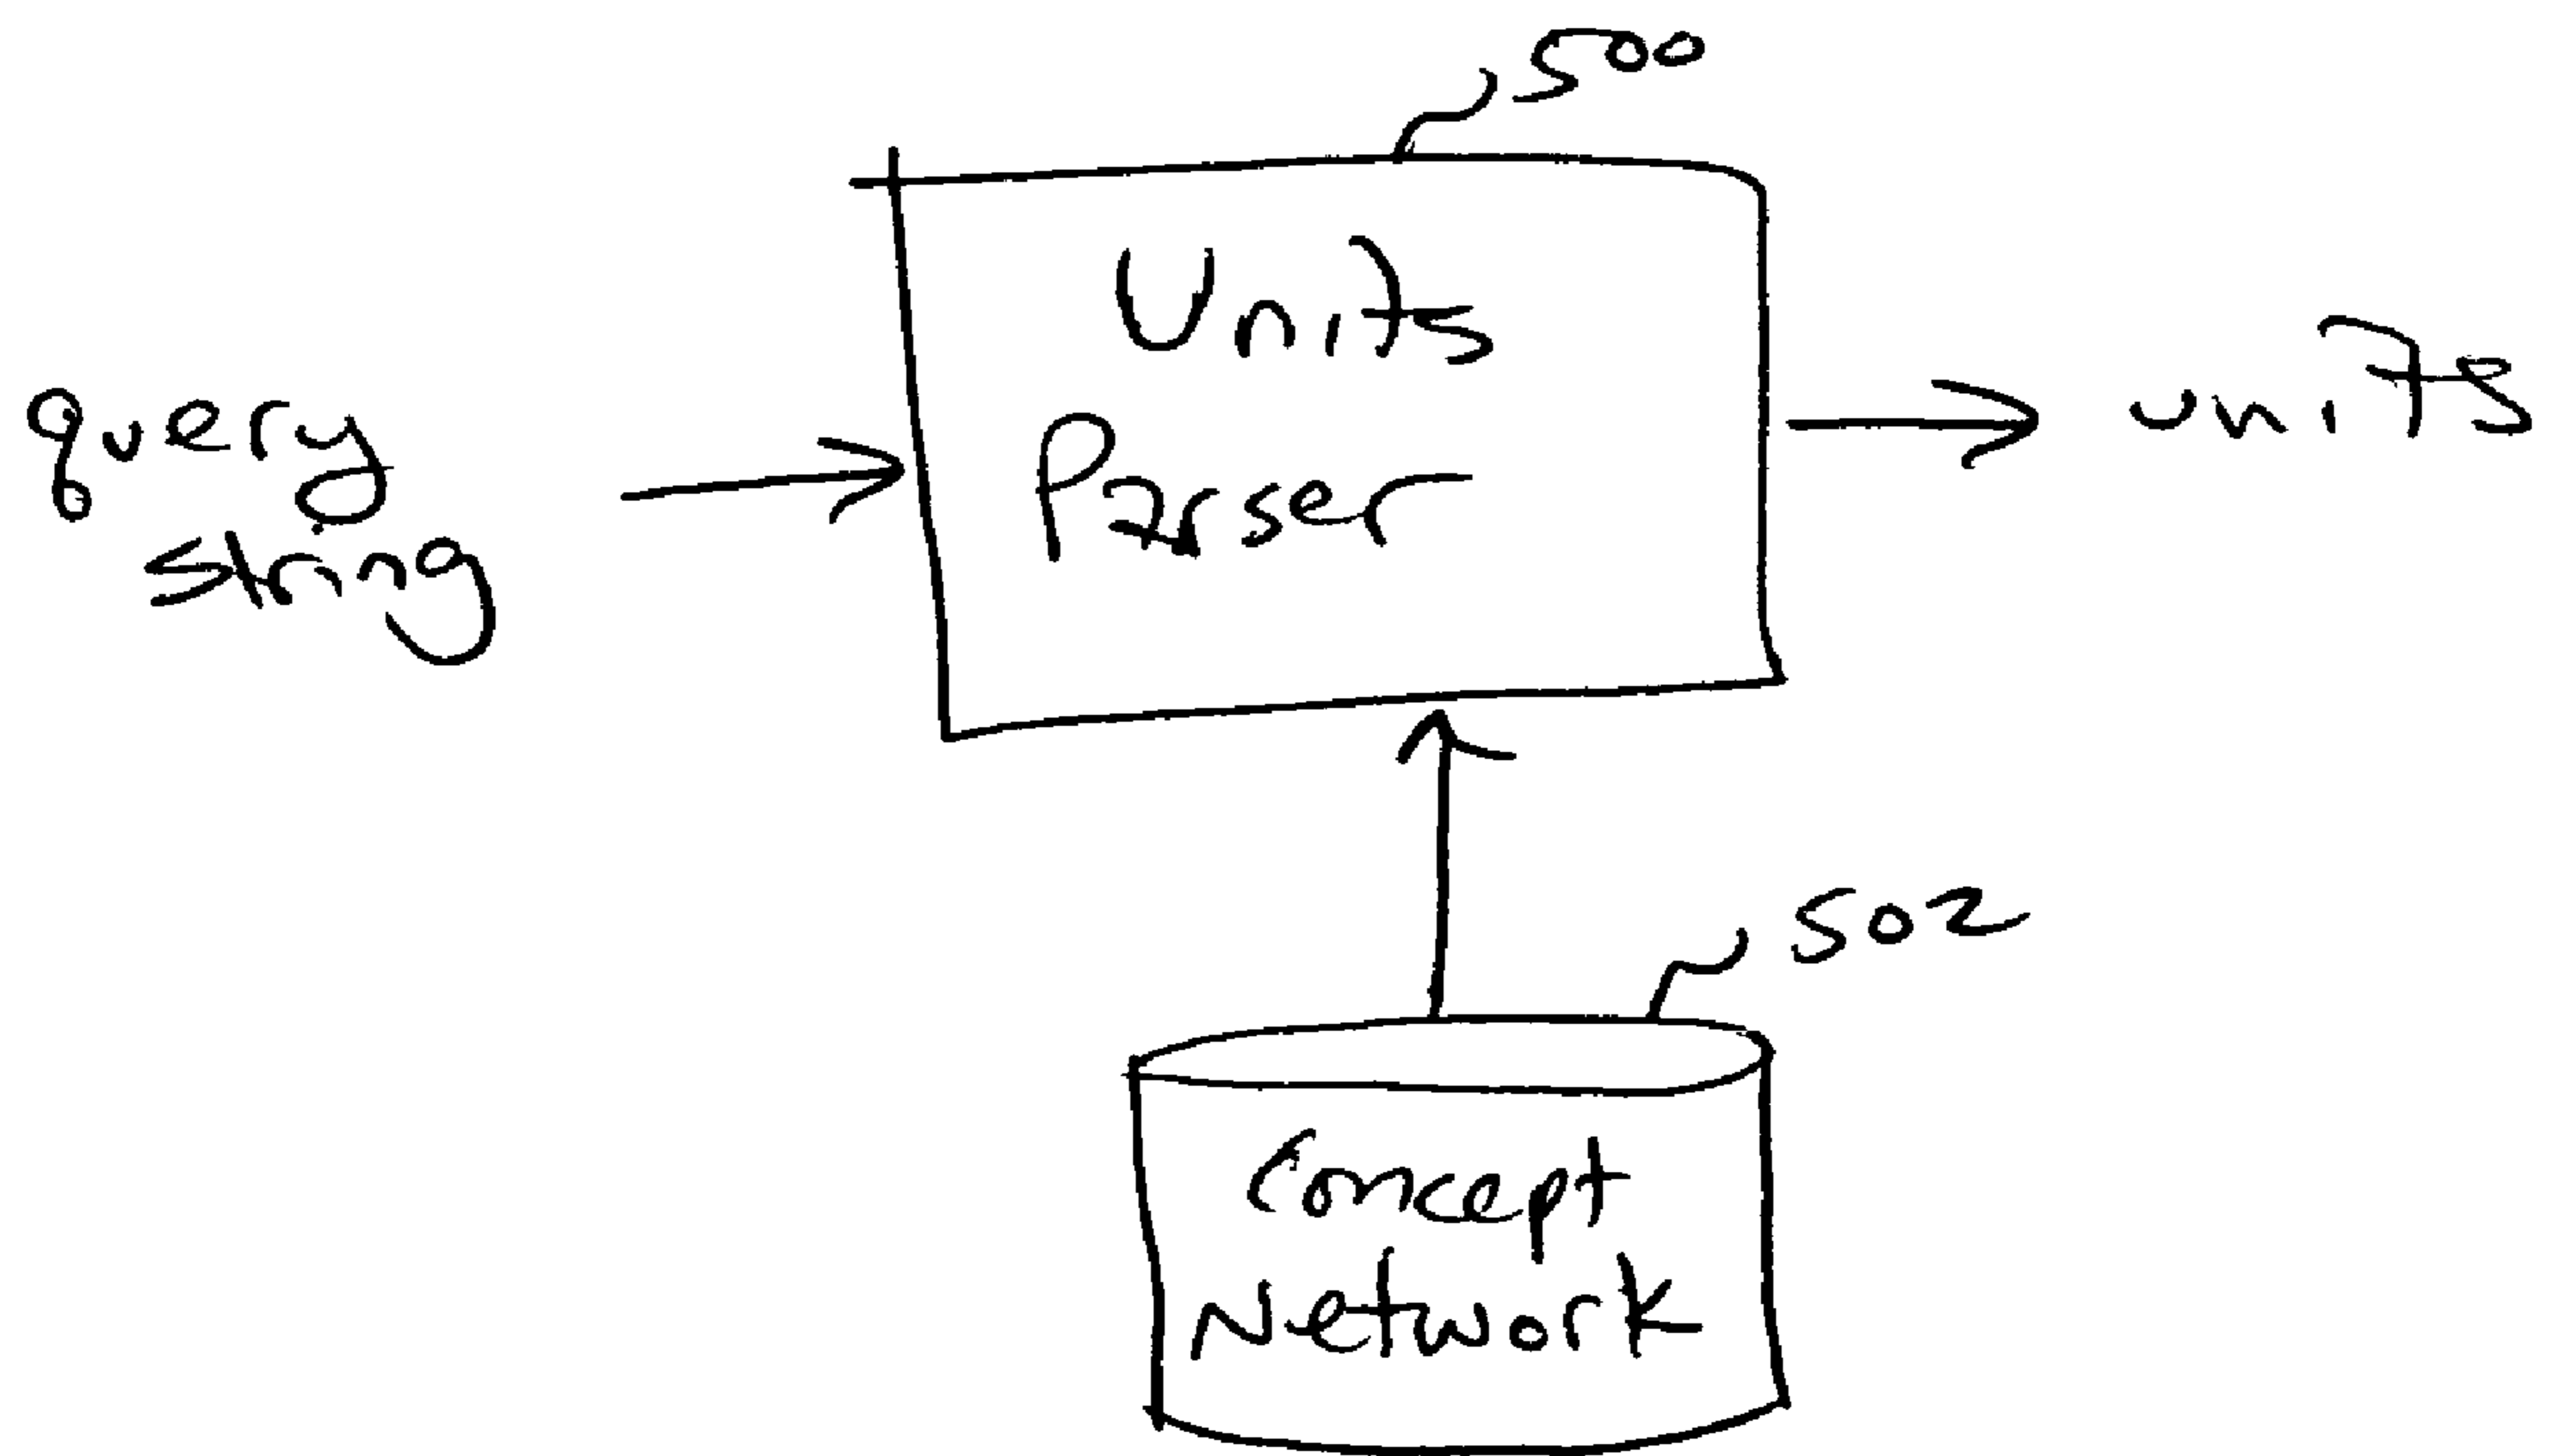 500
Units
Parser
query
string
units
502
Concept
Network